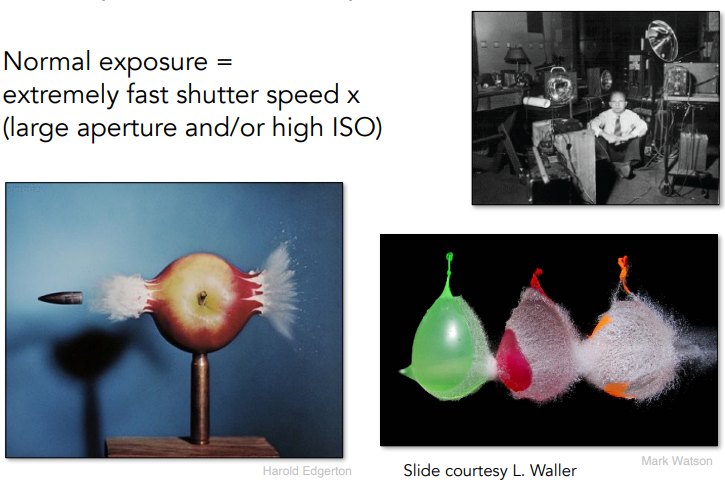 Normal exposure =
extremely fast shutter speed x
(large aperture and/or high ISO)
Harold Edgerton
Mark Watson
Slide courtesy L. Waller